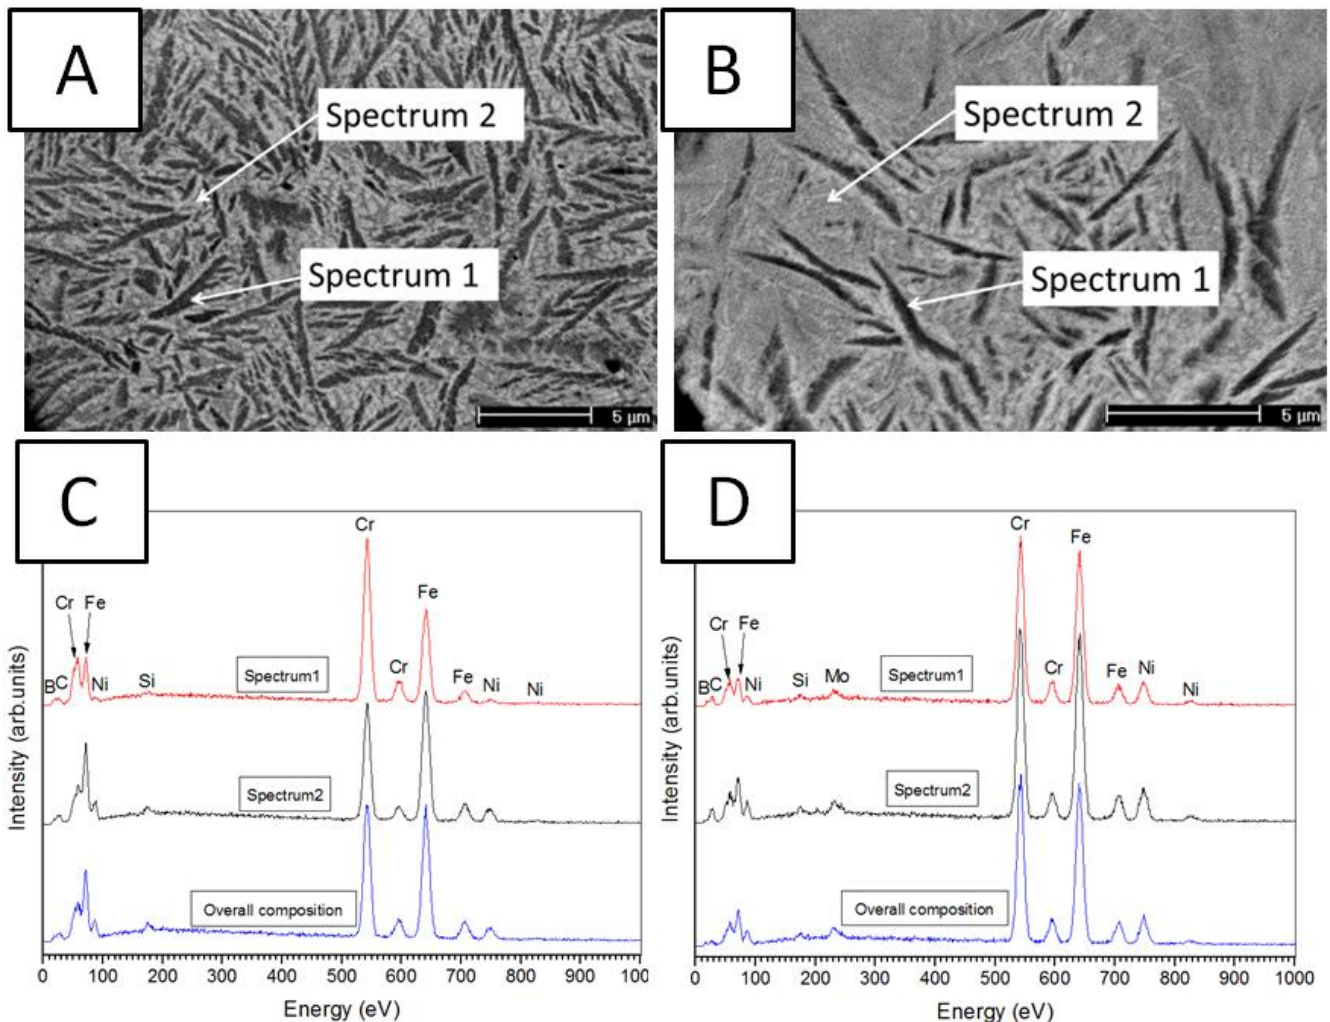 A
Spectrum 2
Spectrum 1
5 µm
B
Spectrum 2
Spectrum 1
5 µm
C
Cr
Fe
Cr Fe
B C Ni Si Spectrum1 Cr Fe Ni Ni
Spectrum2
Overall composition
Intensity (arb.units)
0 100 200 300 400 500 600 700 800 900 100
Energy (eV)
D
Cr Fe
Cr Fe
B C Ni Si Mo Spectrum1 Cr Fe Ni Ni
Spectrum2
Overall composition
Intensity (arb.units)
0 100 200 300 400 500 600 700 800 900 1000
Energy (eV)